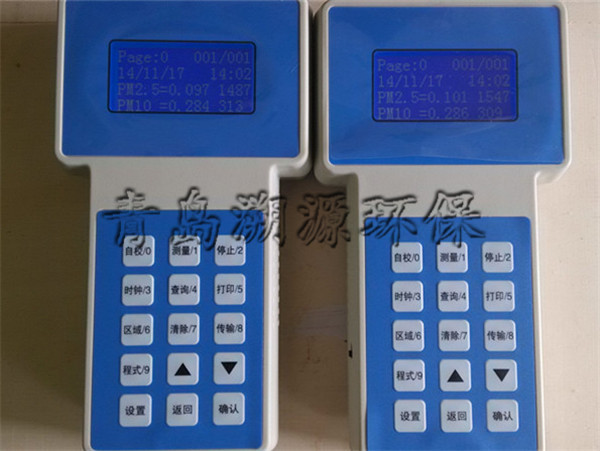 Page:0 001/001
14/11/17 14:02
PM2.5=0.097 1487
PM10 =0.284 313
Page:0 001/001
14/11/17 14:02
PM2.5=0.101 1547
PM10 =0.286 309
青岛溯源环保
自校/0 测量/1 停止/2
时钟/3 查询/4 打印/5
区域/6 清除/7 传输/8
程式/9 ▲ ▼
设置 返回 确认
自校/0 测量/1 停止/2
时钟/3 查询/4 打印/5
区域/6 清除/7 传输/8
程式/9 ▲ ▼
设置 返回 确认